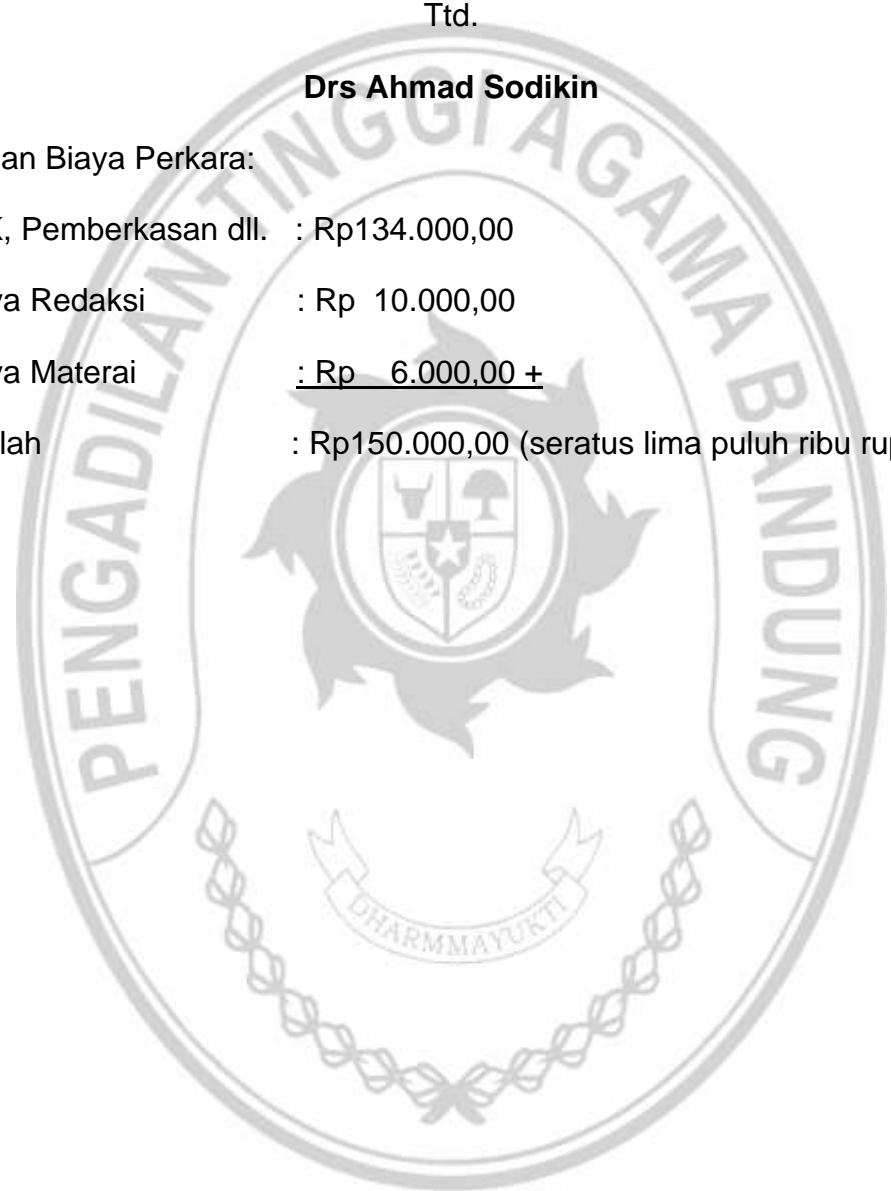 Ttd.
Drs Ahmad Sodikin
an Biaya Perkara:
, Pemberkasan dll. : Rp134.000,00
a Redaksi : Rp 10.000,00
a Materai : Rp 6.000,00 +
lah : Rp150.000,00 (seratus lima puluh ribu ru
PENGADILAN TINGGI AGAMA BANDUNG
DHARMMAYUKTI